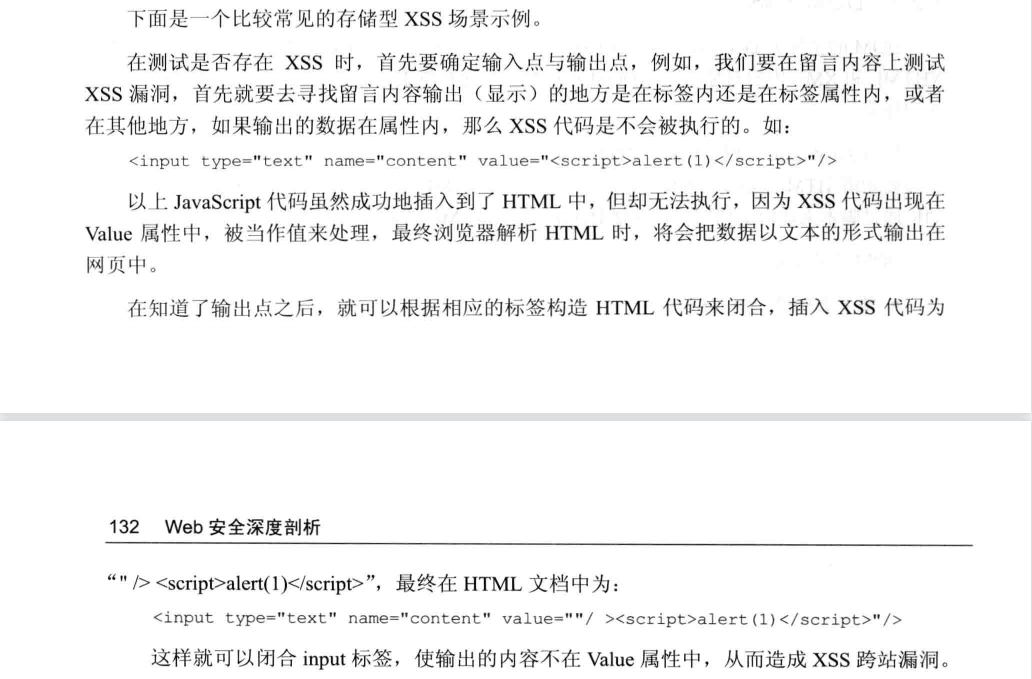 下面是一个比较常见的存储型 XSS 场景示例。
在测试是否存在 XSS 时，首先要确定输入点与输出点，例如，我们要在留言内容上测试
XSS 漏洞，首先就要去寻找留言内容输出（显示）的地方是在标签内还是在标签属性内，或者
在其他地方，如果输出的数据在属性内，那么 XSS 代码是不会被执行的。如：
<input type="text" name="content" value="<script>alert(1)</script>"/>
以上 JavaScript 代码虽然成功地插入到了 HTML 中，但却无法执行，因为 XSS 代码出现在
Value 属性中，被当作值来处理，最终浏览器解析 HTML 时，将会把数据以文本的形式输出在
网页中。
在知道了输出点之后，就可以根据相应的标签构造 HTML 代码来闭合，插入 XSS 代码为
132 Web 安全深度剖析
“" /> <script>alert(1)</script>”，最终在 HTML 文档中为：
<input type="text" name="content" value=""/ ><script>alert(1)</script>"/>
这样就可以闭合 input 标签，使输出的内容不在 Value 属性中，从而造成 XSS 跨站漏洞。